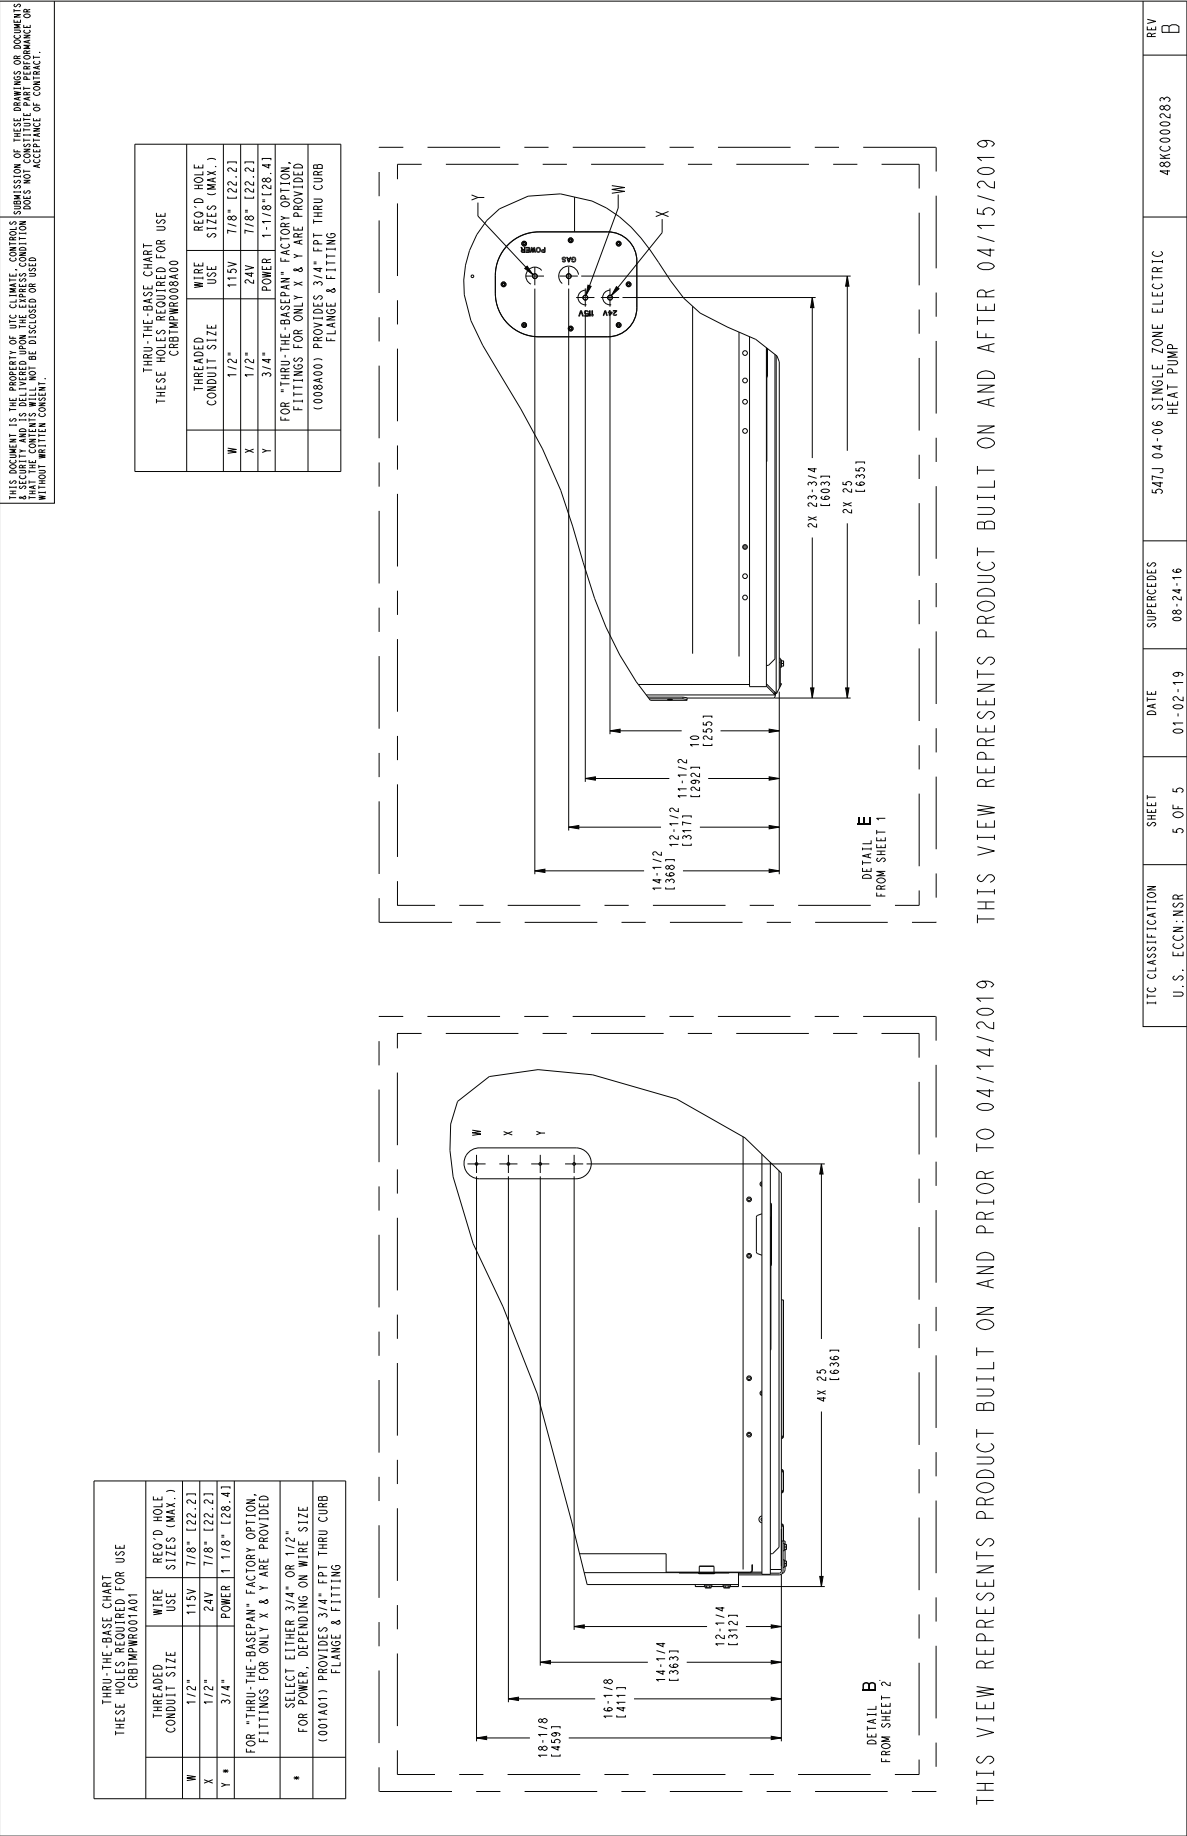 THIS DOCUMENT IS THE PROPERTY OF UTC CLIMATE, CONTROLS
& SECURITY AND IS DELIVERED UPON THE EXPRESS CONDITION
THAT THE CONTENTS WILL NOT BE DISCLOSED OR USED
WITHOUT WRITTEN CONSENT.
SUBMISSION OF THESE DRAWINGS OR DOCUMENTS
DOES NOT CONSTITUTE PART PERFORMANCE OR
ACCEPTANCE OF CONTRACT.
THRU-THE-BASE CHART
THESE HOLES REQUIRED FOR USE
CRBTMPWR001A01
THREADED CONDUIT SIZE WIRE USE REQ'D HOLE SIZES (MAX.)
W 1/2" 115V 7/8" [22.2]
X 1/2" 24V 7/8" [22.2]
Y * 3/4" POWER 1 1/8" [28.4]
FOR "THRU-THE-BASEPAN" FACTORY OPTION,
FITTINGS FOR ONLY X & Y ARE PROVIDED
* SELECT EITHER 3/4" OR 1/2"
FOR POWER, DEPENDING ON WIRE SIZE
(001A01) PROVIDES 3/4" FPT THRU CURB
FLANGE & FITTING
THRU-THE-BASE CHART
THESE HOLES REQUIRED FOR USE
CRBTMPWR008A00
THREADED CONDUIT SIZE WIRE USE REQ'D HOLE SIZES (MAX.)
W 1/2" 115V 7/8" [22.2]
X 1/2" 24V 7/8" [22.2]
Y 3/4" POWER 1-1/8"[28.4]
FOR "THRU-THE-BASEPAN" FACTORY OPTION,
FITTINGS FOR ONLY X & Y ARE PROVIDED
(008A00) PROVIDES 3/4" FPT THRU CURB
FLANGE & FITTING
W
X
Y
18-1/8
[459]
16-1/8
[411]
14-1/4
[363]
12-1/4
[312]
4X 25
[636]
DETAIL B
FROM SHEET 2
THIS VIEW REPRESENTS PRODUCT BUILT ON AND PRIOR TO 04/14/2019
Y
W
X
POWER
GAS
115V
24V
14-1/2
[368]
12-1/2
[317]
11-1/2
[292]
10
[255]
2X 23-3/4
[603]
2X 25
[635]
DETAIL E
FROM SHEET 1
THIS VIEW REPRESENTS PRODUCT BUILT ON AND AFTER 04/15/2019
ITC CLASSIFICATION
U.S. ECCN:NSR
SHEET
5 OF 5
DATE
01-02-19
SUPERCEDES
08-24-16
547J 04-06 SINGLE ZONE ELECTRIC
HEAT PUMP
48KC000283
REV
B